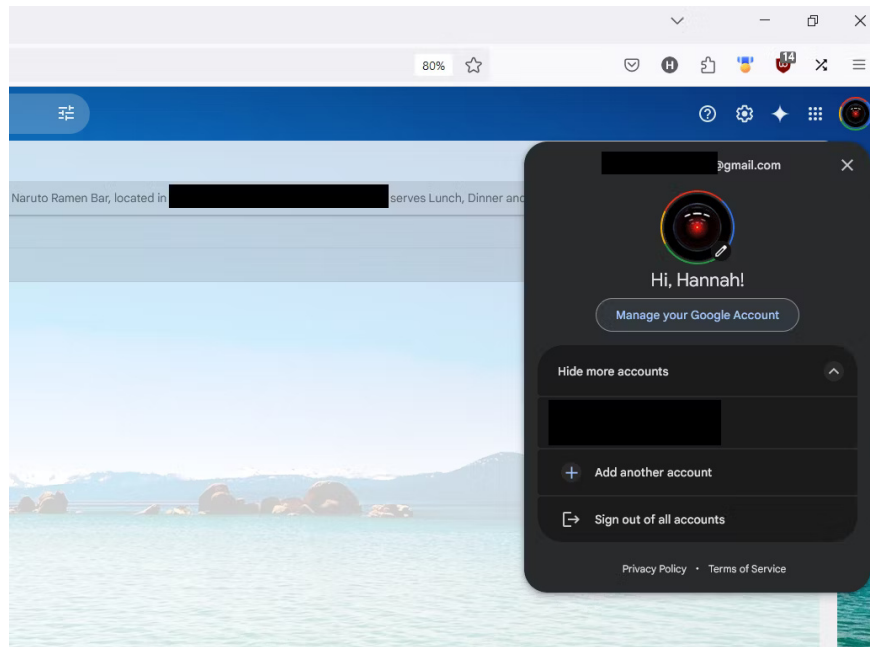 80%
H
14
@gmail.com
Naruto Ramen Bar, located in
serves Lunch, Dinner and
Hi, Hannah!
Manage your Google Account
Hide more accounts
Add another account
Sign out of all accounts
Privacy Policy • Terms of Service